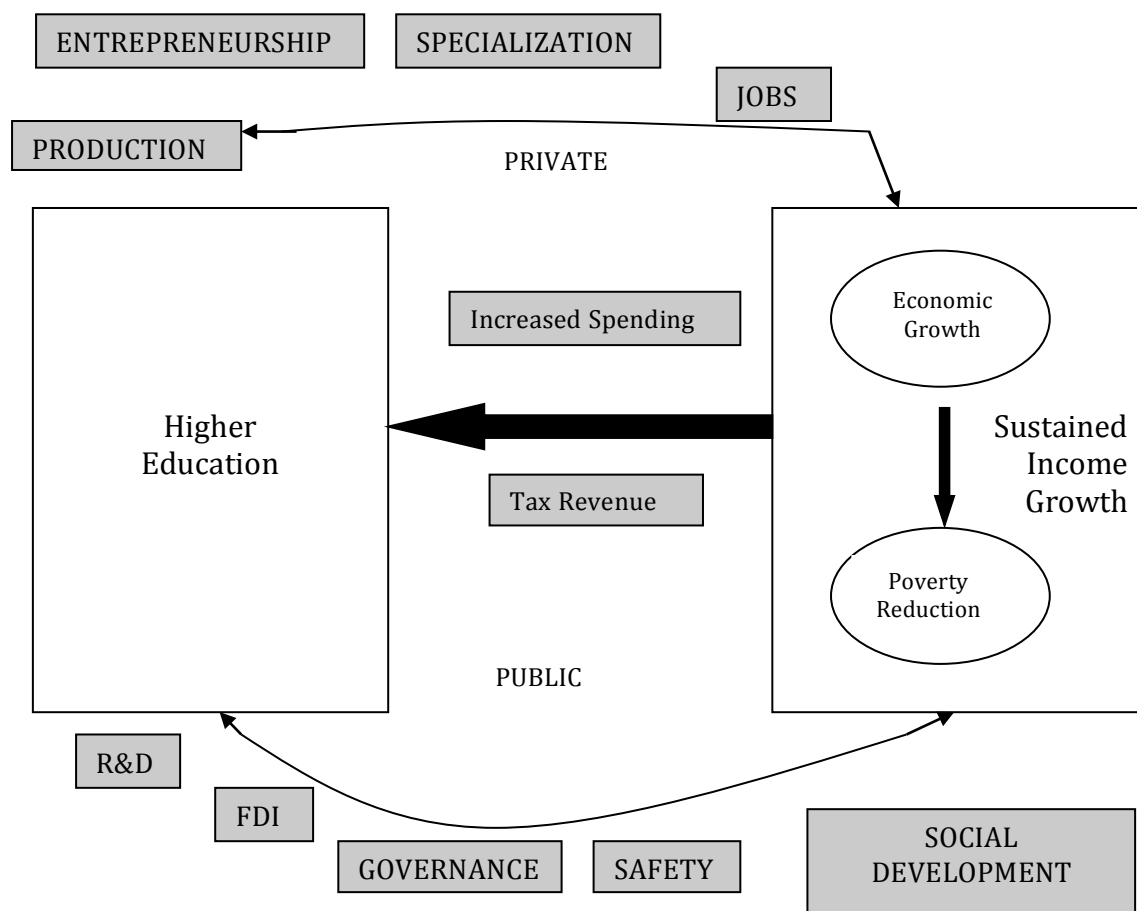 ENTREPRENEURSHIP
SPECIALIZATION
JOBS
PRODUCTION
PRIVATE
Economic
Growth
Increased Spending
Higher
Education
Sustained
Income
Growth
Tax Revenue
Poverty
Reduction
PUBLIC
R&D
FDI
GOVERNANCE
SAFETY
SOCIAL
DEVELOPMENT